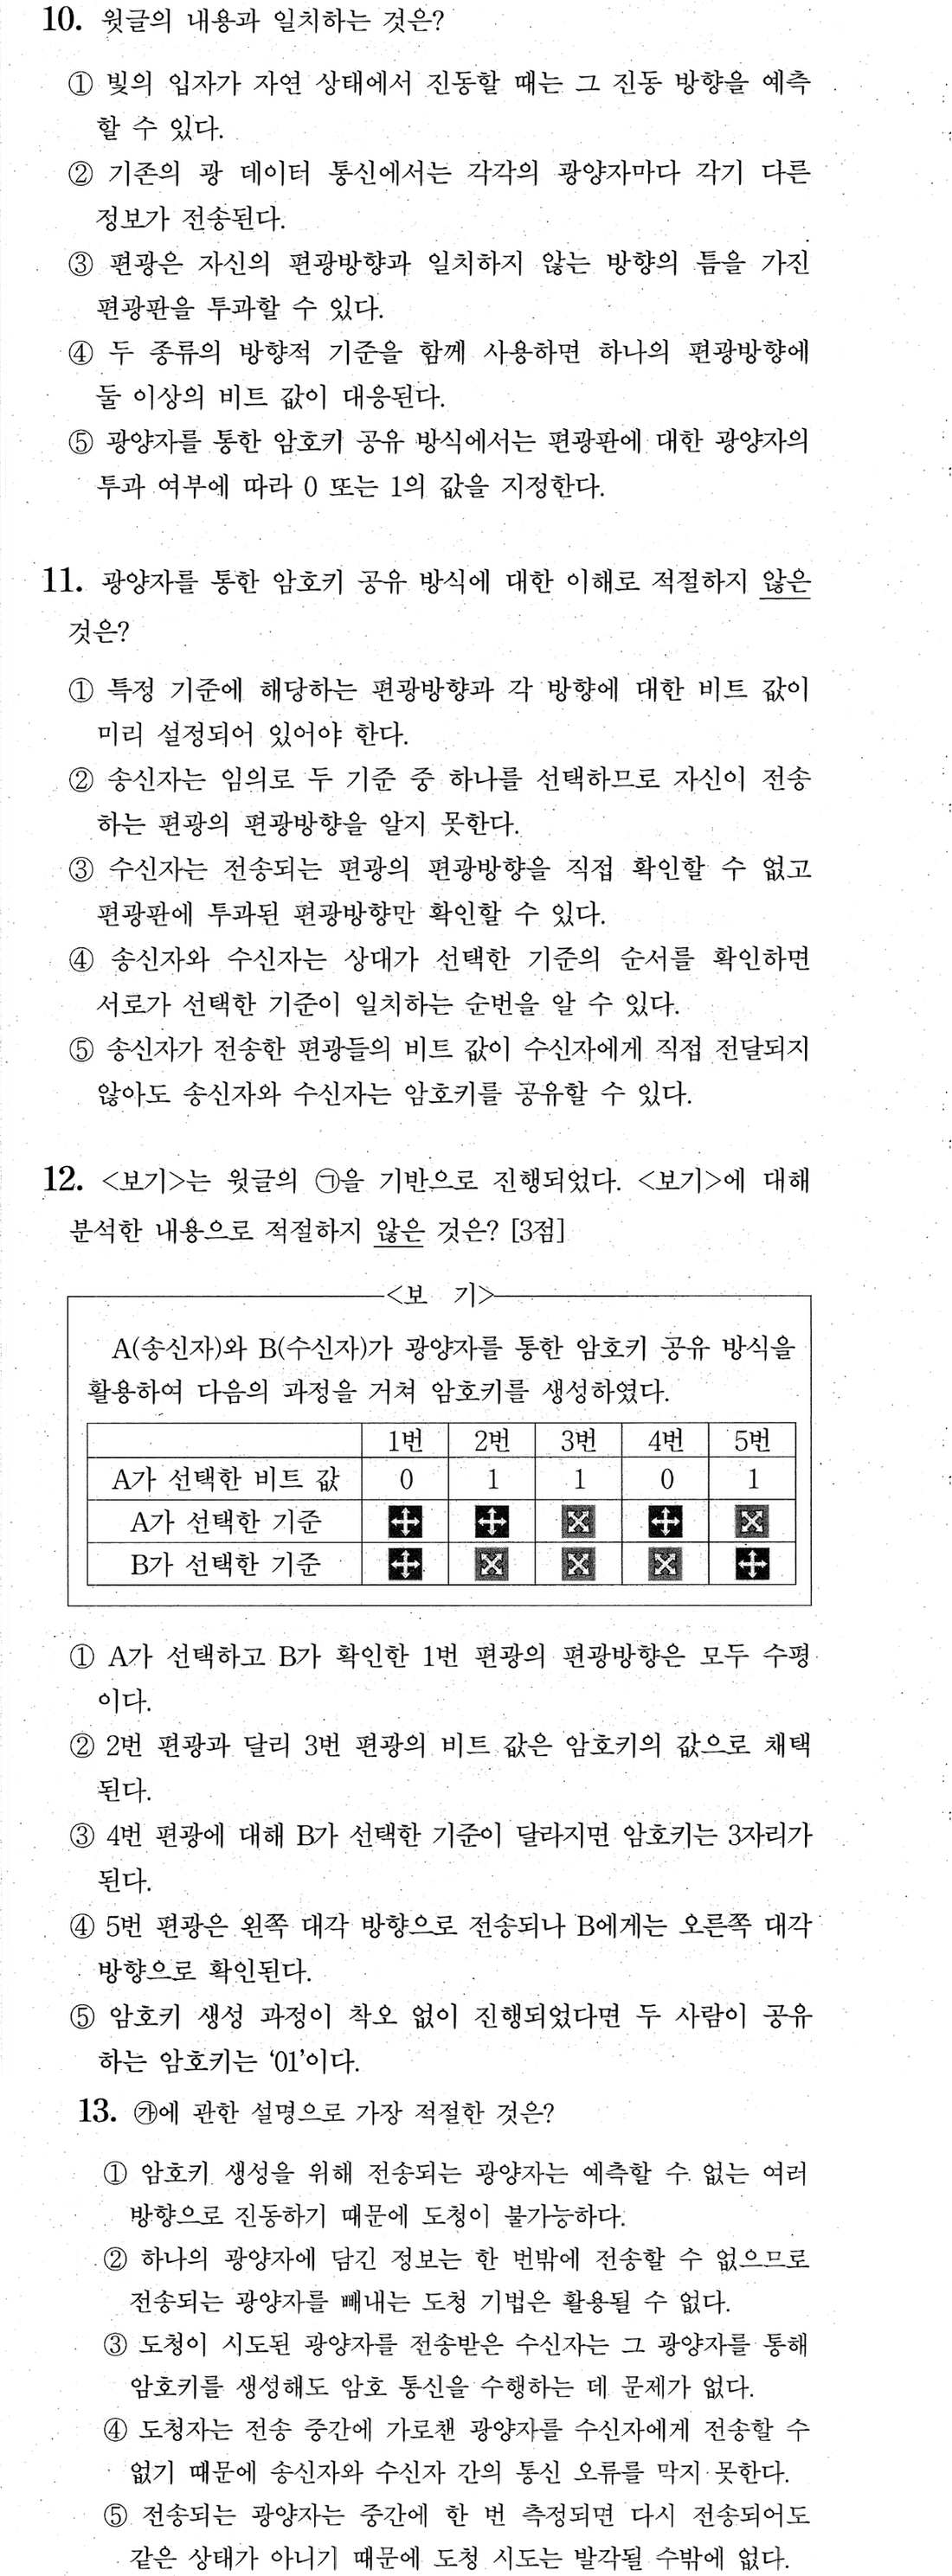 10. 윗글의 내용과 일치하는 것은?
① 빛의 입자가 자연 상태에서 진동할 때는 그 진동 방향을 예측
할 수 있다.
② 기존의 광 데이터 통신에서는 각각의 광양자마다 각기 다른
정보가 전송된다.
③ 편광은 자신의 편광방향과 일치하지 않는 방향의 틈을 가진
편광판을 투과할 수 있다.
④ 두 종류의 방향적 기준을 함께 사용하면 하나의 편광방향에
둘 이상의 비트 값이 대응된다.
⑤ 광양자를 통한 암호키 공유 방식에서는 편광판에 대한 광양자의
투과 여부에 따라 0 또는 1의 값을 지정한다.
11. 광양자를 통한 암호키 공유 방식에 대한 이해로 적절하지 않은
것은?
① 특정 기준에 해당하는 편광방향과 각 방향에 대한 비트 값이
미리 설정되어 있어야 한다.
② 송신자는 임의로 두 기준 중 하나를 선택하므로 자신이 전송
하는 편광의 편광방향을 알지 못한다.
③ 수신자는 전송되는 편광의 편광방향을 직접 확인할 수 없고
편광판에 투과된 편광방향만 확인할 수 있다.
④ 송신자와 수신자는 상대가 선택한 기준의 순서를 확인하면
서로가 선택한 기준이 일치하는 순번을 알 수 있다.
⑤ 송신자가 전송한 편광들의 비트 값이 수신자에게 직접 전달되지
않아도 송신자와 수신자는 암호키를 공유할 수 있다.
12. <보기>는 윗글의 ㉠을 기반으로 진행되었다. <보기>에 대해
분석한 내용으로 적절하지 않은 것은? [3점]
<보 기>
A(송신자)와 B(수신자)가 광양자를 통한 암호키 공유 방식을
활용하여 다음의 과정을 거쳐 암호키를 생성하였다.
1번 2번 3번 4번 5번
A가 선택한 비트 값 0 1 1 0 1
A가 선택한 기준
B가 선택한 기준
① A가 선택하고 B가 확인한 1번 편광의 편광방향은 모두 수평
이다.
② 2번 편광과 달리 3번 편광의 비트 값은 암호키의 값으로 채택
된다.
③ 4번 편광에 대해 B가 선택한 기준이 달라지면 암호키는 3자리가
된다.
④ 5번 편광은 왼쪽 대각 방향으로 전송되나 B에게는 오른쪽 대각
방향으로 확인된다.
⑤ 암호키 생성 과정이 착오 없이 진행되었다면 두 사람이 공유
하는 암호키는 ‘01’이다.
13. ㉮에 관한 설명으로 가장 적절한 것은?
① 암호키 생성을 위해 전송되는 광양자는 예측할 수 없는 여러
방향으로 진동하기 때문에 도청이 불가능하다.
② 하나의 광양자에 담긴 정보는 한 번밖에 전송할 수 없으므로
전송되는 광양자를 빼내는 도청 기법은 활용될 수 없다.
③ 도청이 시도된 광양자를 전송받은 수신자는 그 광양자를 통해
암호키를 생성해도 암호 통신을 수행하는 데 문제가 없다.
④ 도청자는 전송 중간에 가로챈 광양자를 수신자에게 전송할 수
없기 때문에 송신자와 수신자 간의 통신 오류를 막지 못한다.
⑤ 전송되는 광양자는 중간에 한 번 측정되면 다시 전송되어도
같은 상태가 아니기 때문에 도청 시도는 발각될 수밖에 없다.